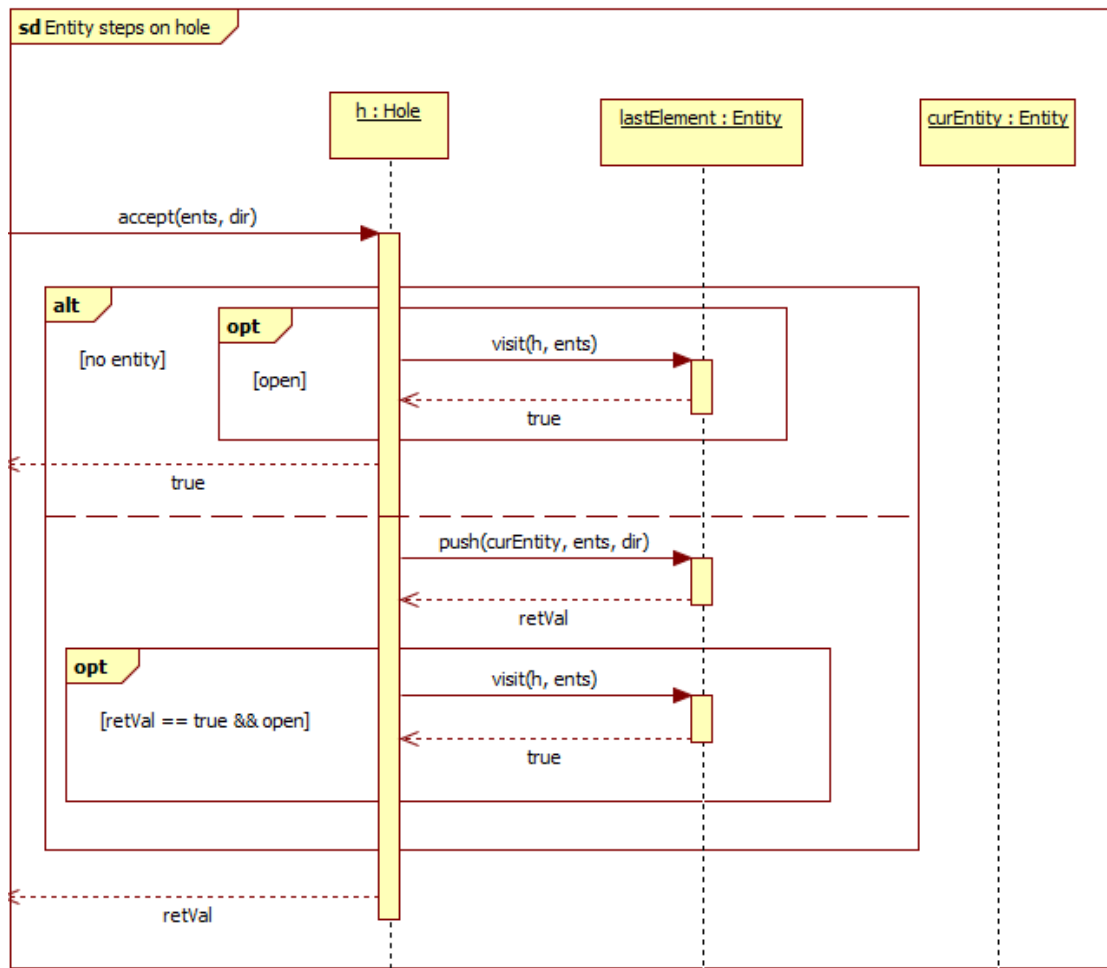 sd Entity steps on hole
h : Hole
lastElement : Entity
curEntity : Entity
accept(ents, dir)
alt
opt
[no entity]
visit(h, ents)
[open]
true
true
push(curEntity, ents, dir)
retVal
opt
visit(h, ents)
[retVal == true && open]
true
retVal